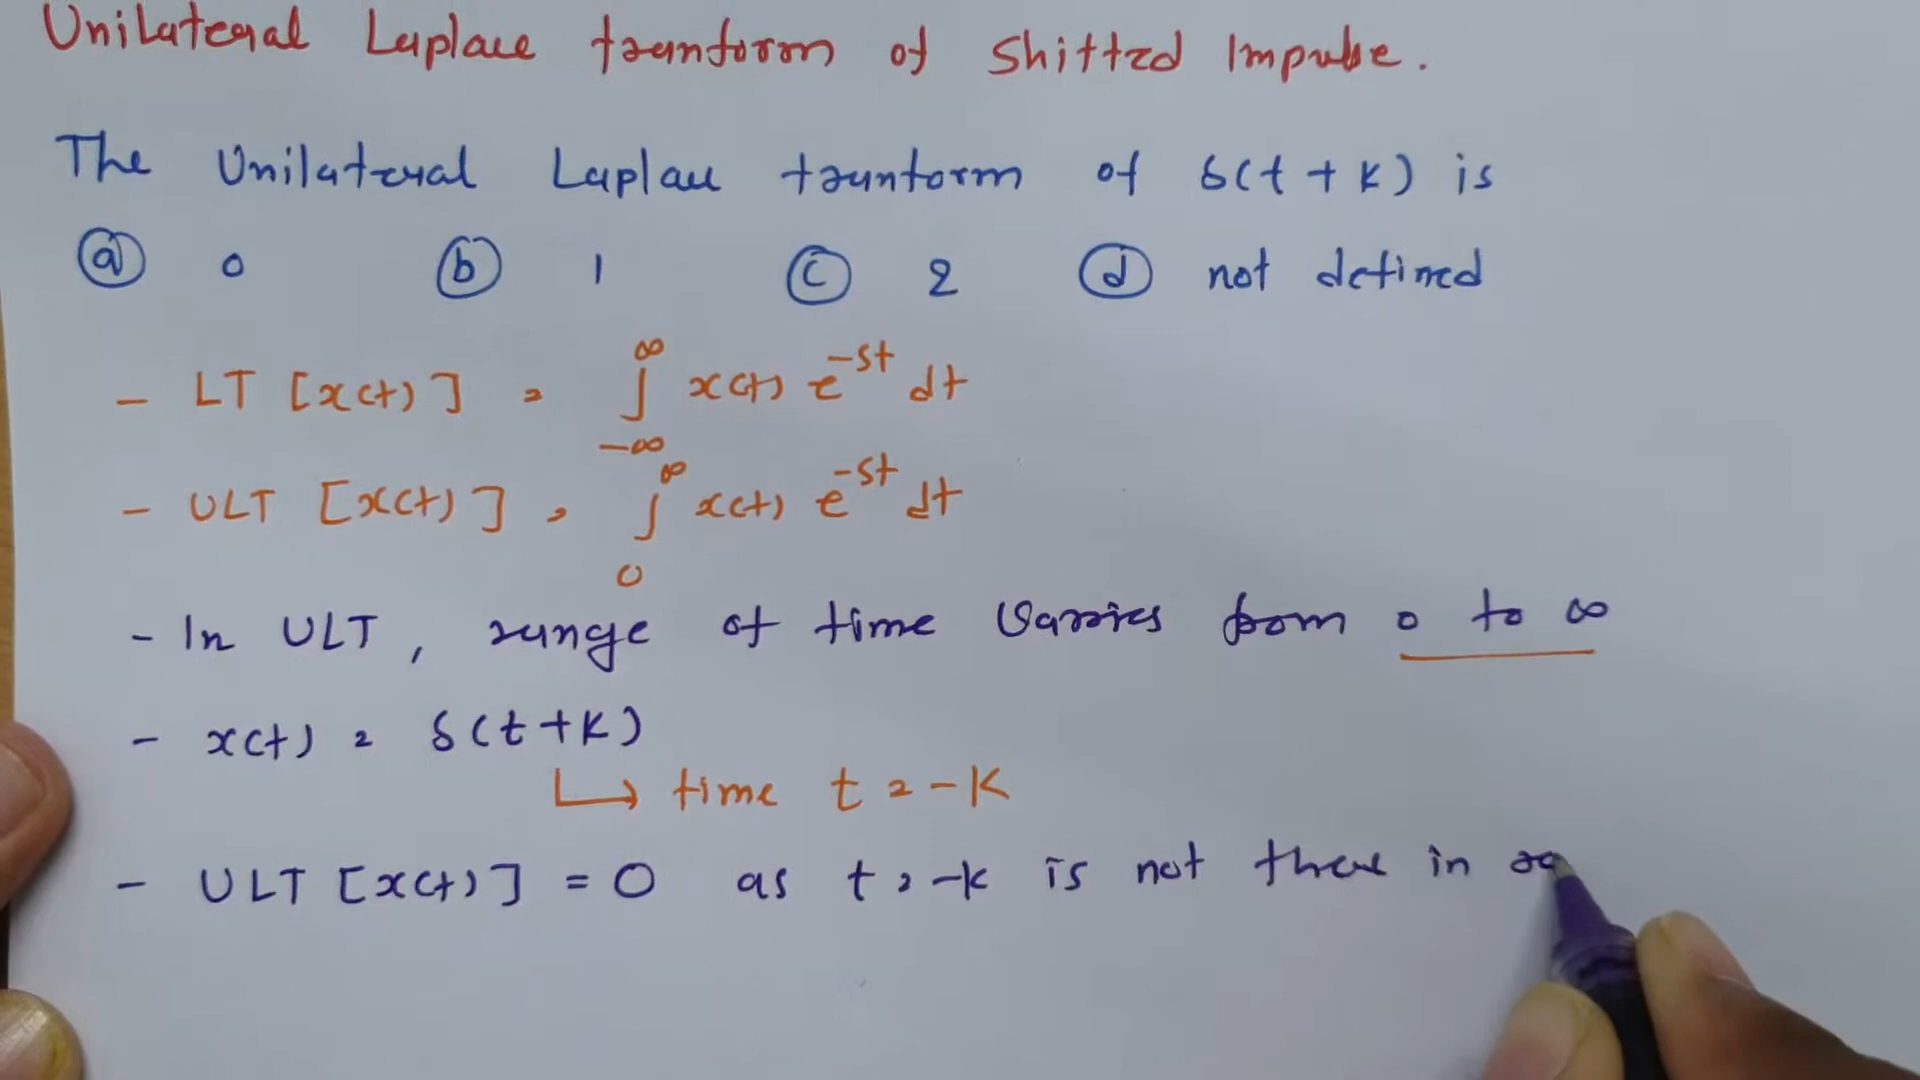 Unilateral Laplace transform of Shifted Impulse.
The Unilateral Laplace transform of δ(t + k) is
(a) 0 (b) 1 (c) 2 (d) not defined
- LT [x(t)] = ∫_{-∞}^{∞} x(t) e^{-st} dt
- ULT [x(t)] = ∫_{0}^{∞} x(t) e^{-st} dt
- In ULT, range of time varries from 0 to ∞
- x(t) = δ(t+k)
↳ time t = -k
- ULT [x(t)] = 0 as t = -k is not there in